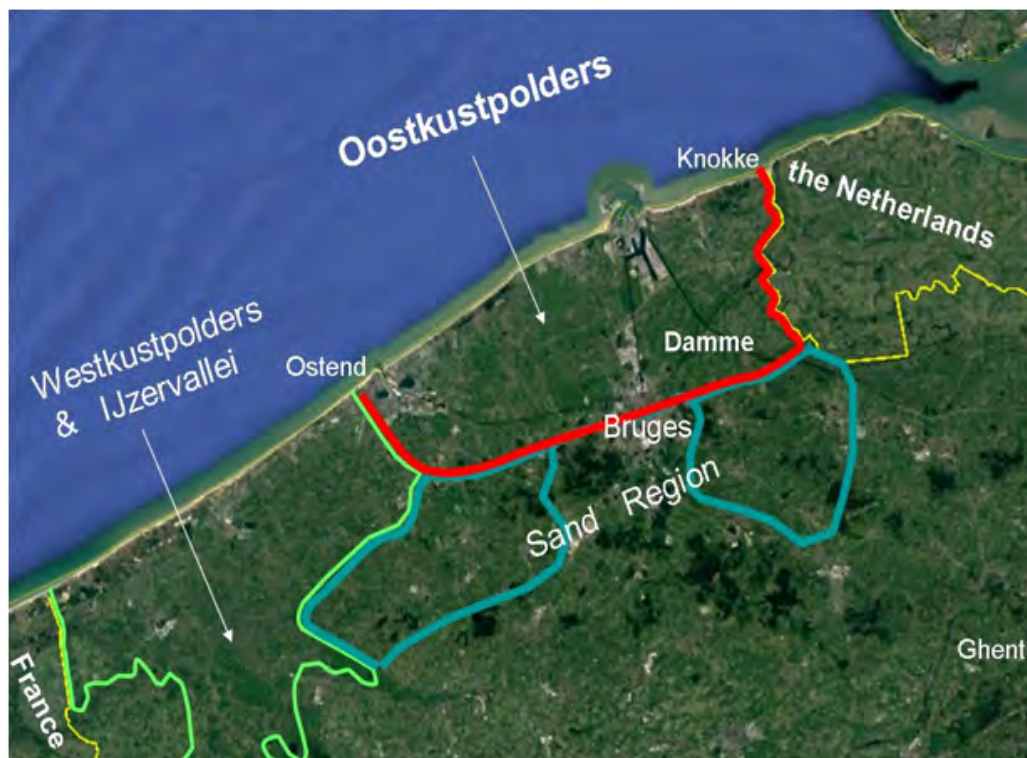 Oostkustpolders
Knokke
the Netherlands
Westkustpolders
& IJzervallei
Ostend
Damme
Bruges
Sand Region
Ghent
France